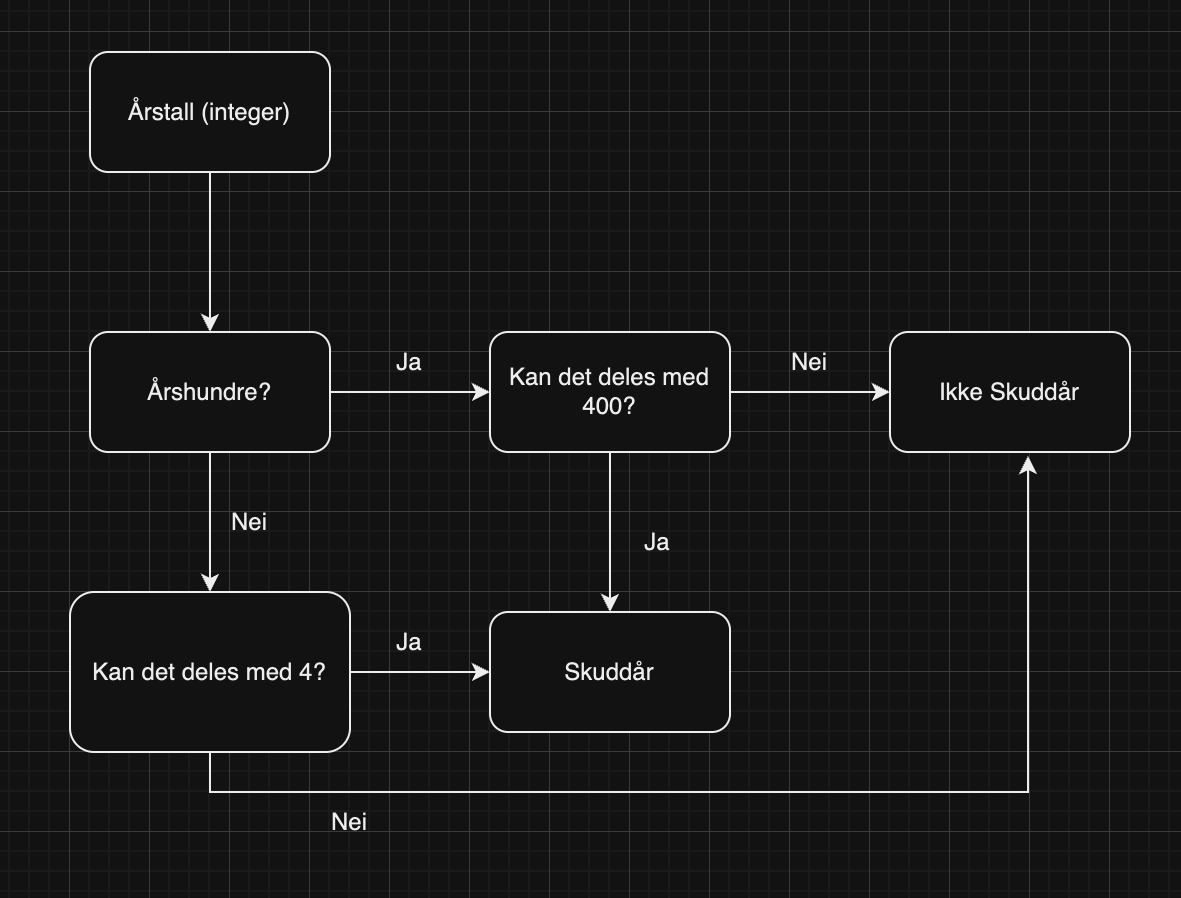 Årstall (integer)
Årshundre?
Ja
Kan det deles med
400?
Nei
Ikke Skuddår
Nei
Ja
Kan det deles med 4?
Ja
Skuddår
Nei